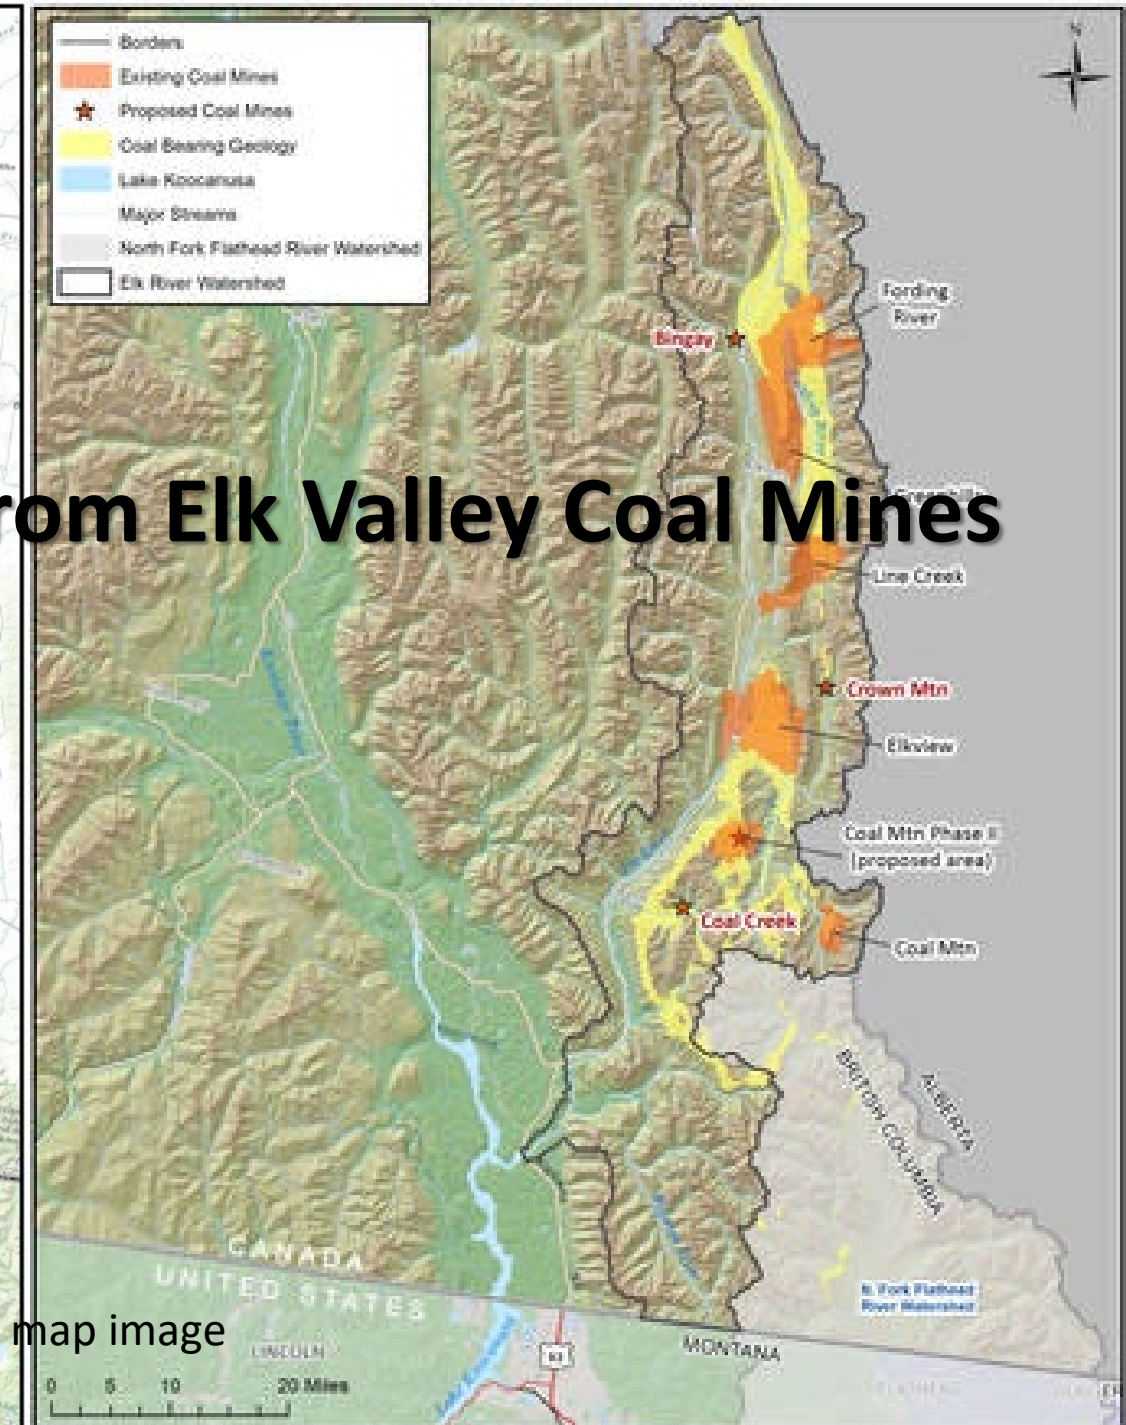 Borders
Existing Coal Mines
Proposed Coal Mines
Coal Bearing Geology
Lake Koocanusa
Major Streams
North Fork Flathead River Watershed
Elk River Watershed
N
Fording
River
Bingay
rom Elk Valley Coal Mines
Line Creek
Crown Mtn
Elkview
Coal Mtn Phase II
(proposed area)
Coal Creek
Coal Mtn
ALBERTA
BRITISH COLUMBIA
CANADA
UNITED STATES
N. Fork Flathead
River Watershed
map image
LINCOLN
MONTANA
Lake Koocanusa
0 5 10 20 Miles